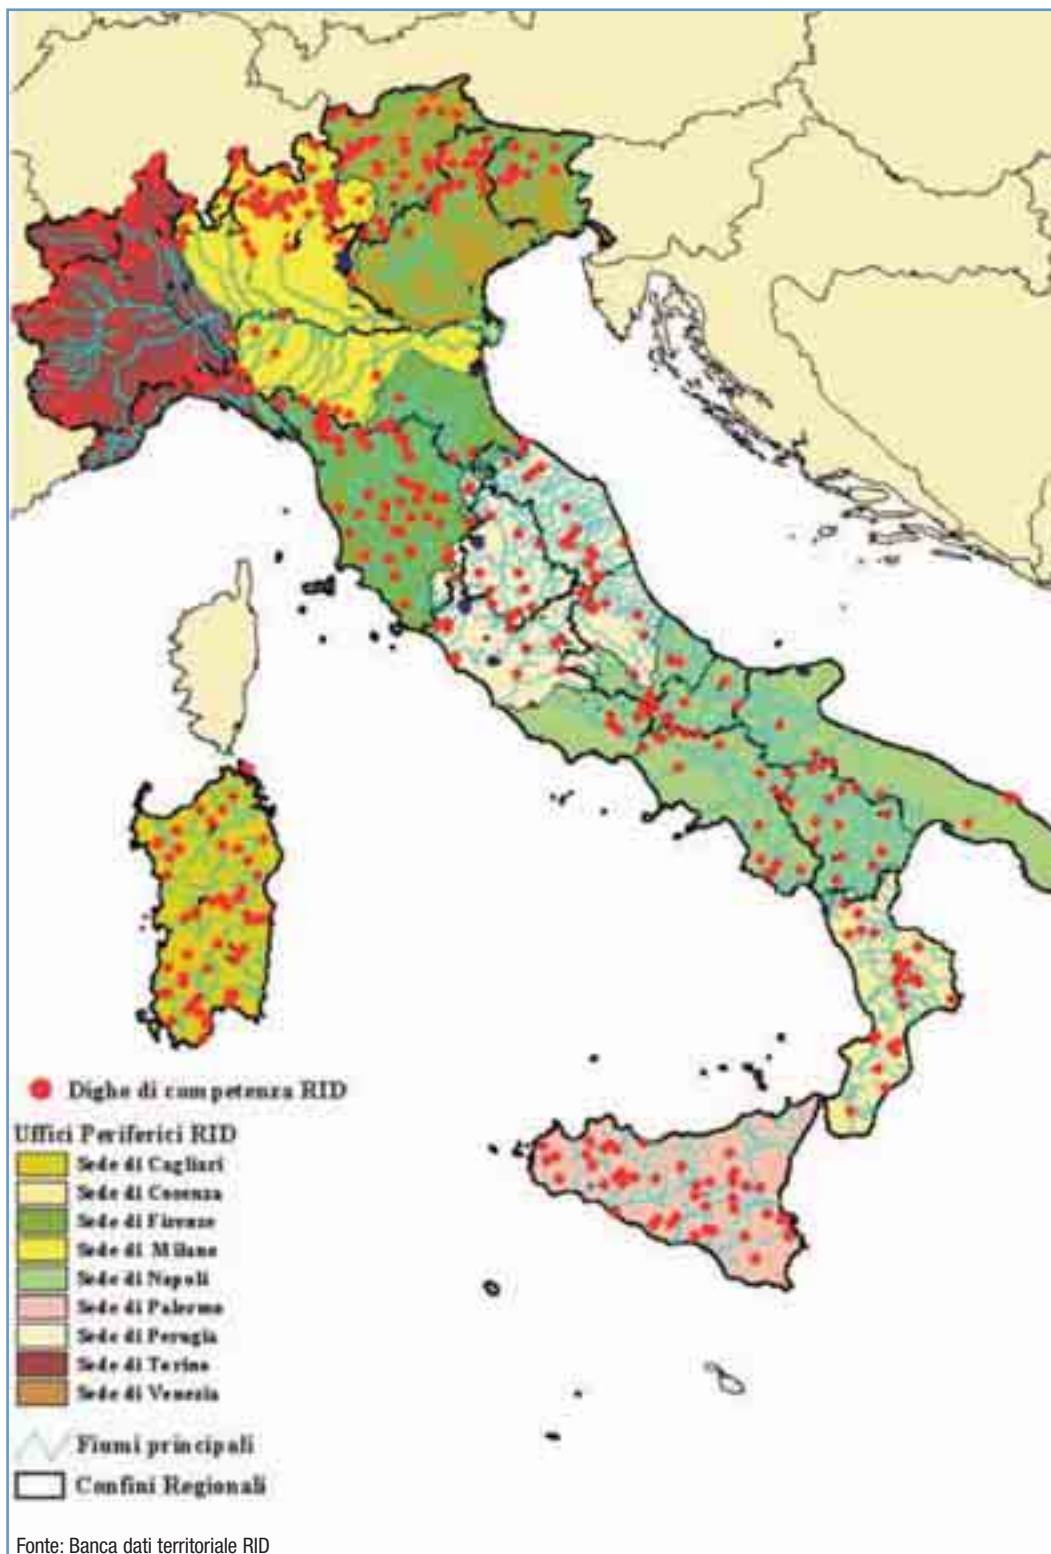 Dighe di competenza RID
Uffici Periferici RID
Sede di Cagliari
Sede di Cosenza
Sede di Firenze
Sede di Milano
Sede di Napoli
Sede di Palermo
Sede di Perugia
Sede di Torino
Sede di Venezia
Fiumi principali
Confini Regionali
Fonte: Banca dati territoriale RID